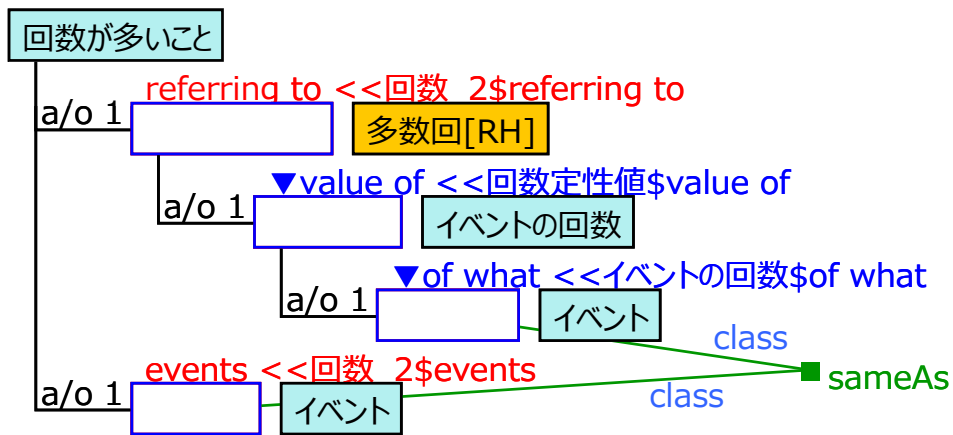 回数が多いこと
referring to <<回数_2$referring to
a/o 1
多数回[RH]
▼value of <<回数定性値$value of
a/o 1
イベントの回数
▼of what <<イベントの回数$of what
a/o 1
イベント
class
events <<回数_2$events
sameAs
a/o 1
イベント
class